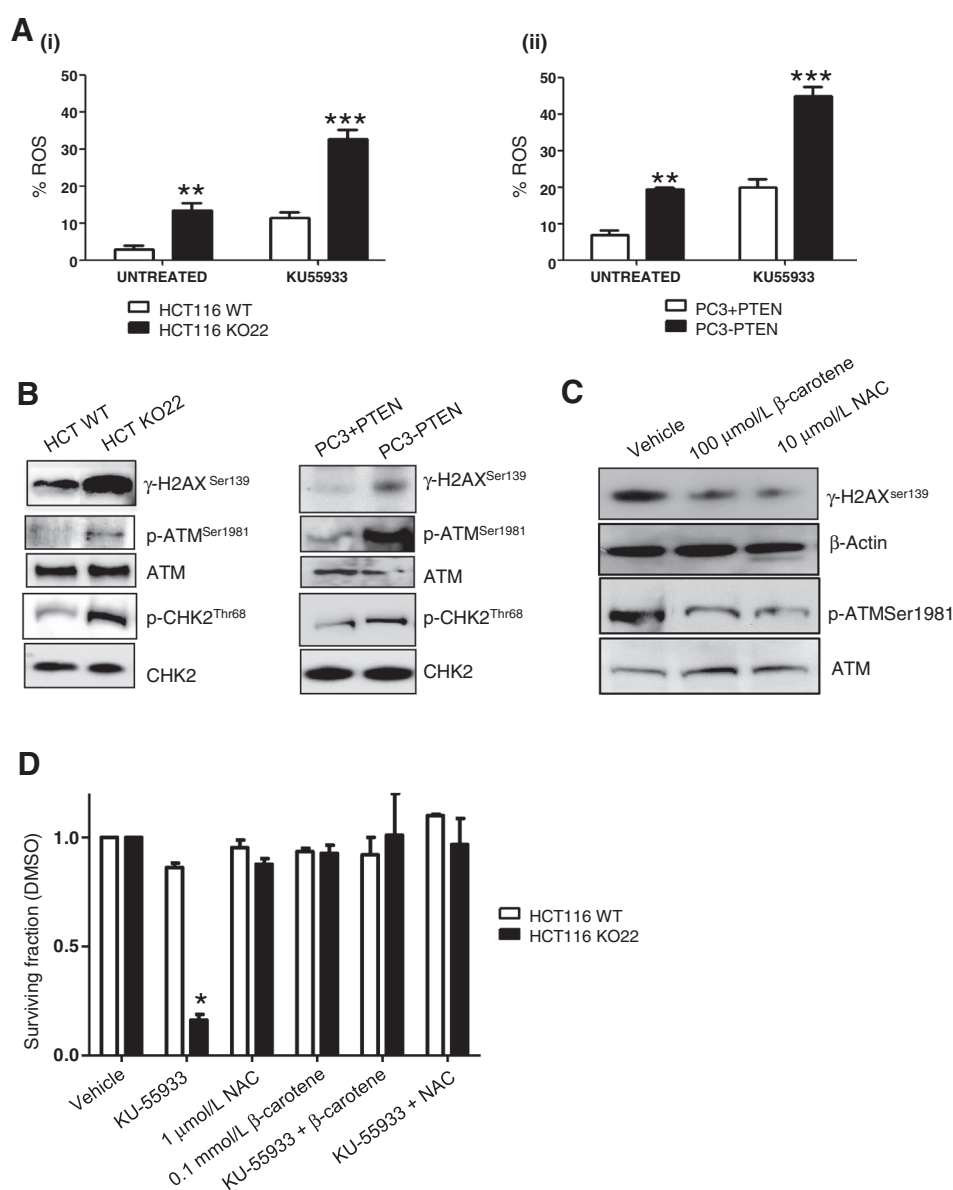 A (i)
(ii)
50
40
30
20
10
0
% ROS
**
***
UNTREATED
KU55933
HCT116 WT
HCT116 KO22
50
40
30
20
10
0
% ROS
**
***
UNTREATED
KU55933
PC3+PTEN
PC3-PTEN
B
HCT WT
HCT KO22
γ-H2AX Ser139
p-ATMSer1981
ATM
p-CHK2Thr68
CHK2
PC3+PTEN
PC3-PTEN
γ-H2AXSer139
p-ATMSer1981
ATM
p-CHK2Thr68
CHK2
C
Vehicle
100 μmol/L β-carotene
10 μmol/L NAC
γ-H2AXser139
β-Actin
p-ATMSer1981
ATM
D
Surviving fraction (DMSO)
1.0
0.5
0.0
*
Vehicle
KU-55933
1 μmol/L NAC
0.1 mmol/L β-carotene
KU-55933 + β-carotene
KU-55933 + NAC
HCT116 WT
HCT116 KO22